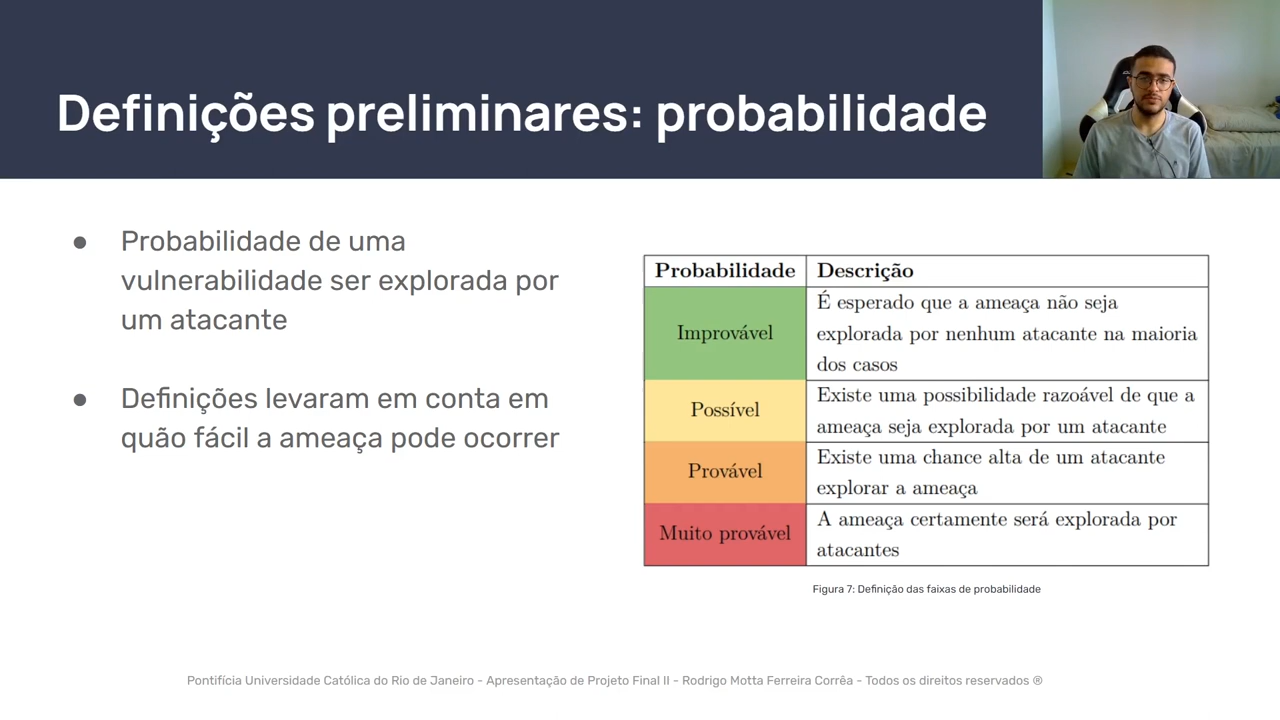 Definições preliminares: probabilidade
● Probabilidade de uma
vulnerabilidade ser explorada por
um atacante
● Definições levaram em conta em
quão fácil a ameaça pode ocorrer
Probabilidade Descrição
Improvável
É esperado que a ameaça não seja
explorada por nenhum atacante na maioria
dos casos
Possível
Existe uma possibilidade razoável de que a
ameaça seja explorada por um atacante
Provável
Existe uma chance alta de um atacante
explorar a ameaça
Muito provável
A ameaça certamente será explorada por
atacantes
Figura 7: Definição das faixas de probabilidade
Pontifícia Universidade Católica do Rio de Janeiro - Apresentação de Projeto Final II - Rodrigo Motta Ferreira Corrêa - Todos os direitos reservados ®